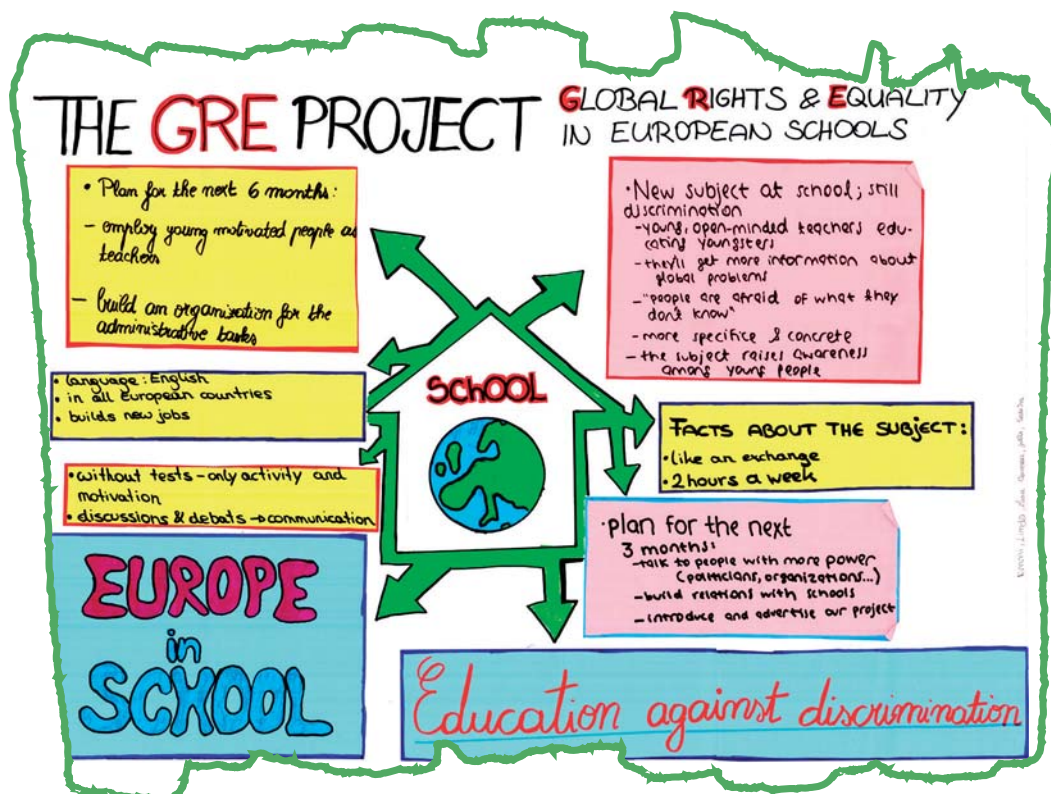 THE GRE PROJECT
GLOBAL RIGHTS & EQUALITY
IN EUROPEAN SCHOOLS
• Plan for the next 6 months:
- employ young motivated people as
teachers
- build an organisation for the
administrative tasks
• language: English
• in all European countries
• builds new jobs
• without tests - only activity and
motivation
• discussions & debats → communication
EUROPE
in
SCHOOL
SCHOOL
• New subject at school; still
discrimination
- young, open-minded teachers edu-
cating youngsters
- they'll get more information about
global problems
- "people are afraid of what they
don't know"
- more specifice & concrete
- the subject raises awareness
among young people
FACTS ABOUT THE SUBJECT:
• like an exchange
• 2 hours a week
• plan for the next
3 months:
- talk to people with more power
(politicians, organizations...)
- build relations with schools
- introduce and advertise our project
Education against discrimination